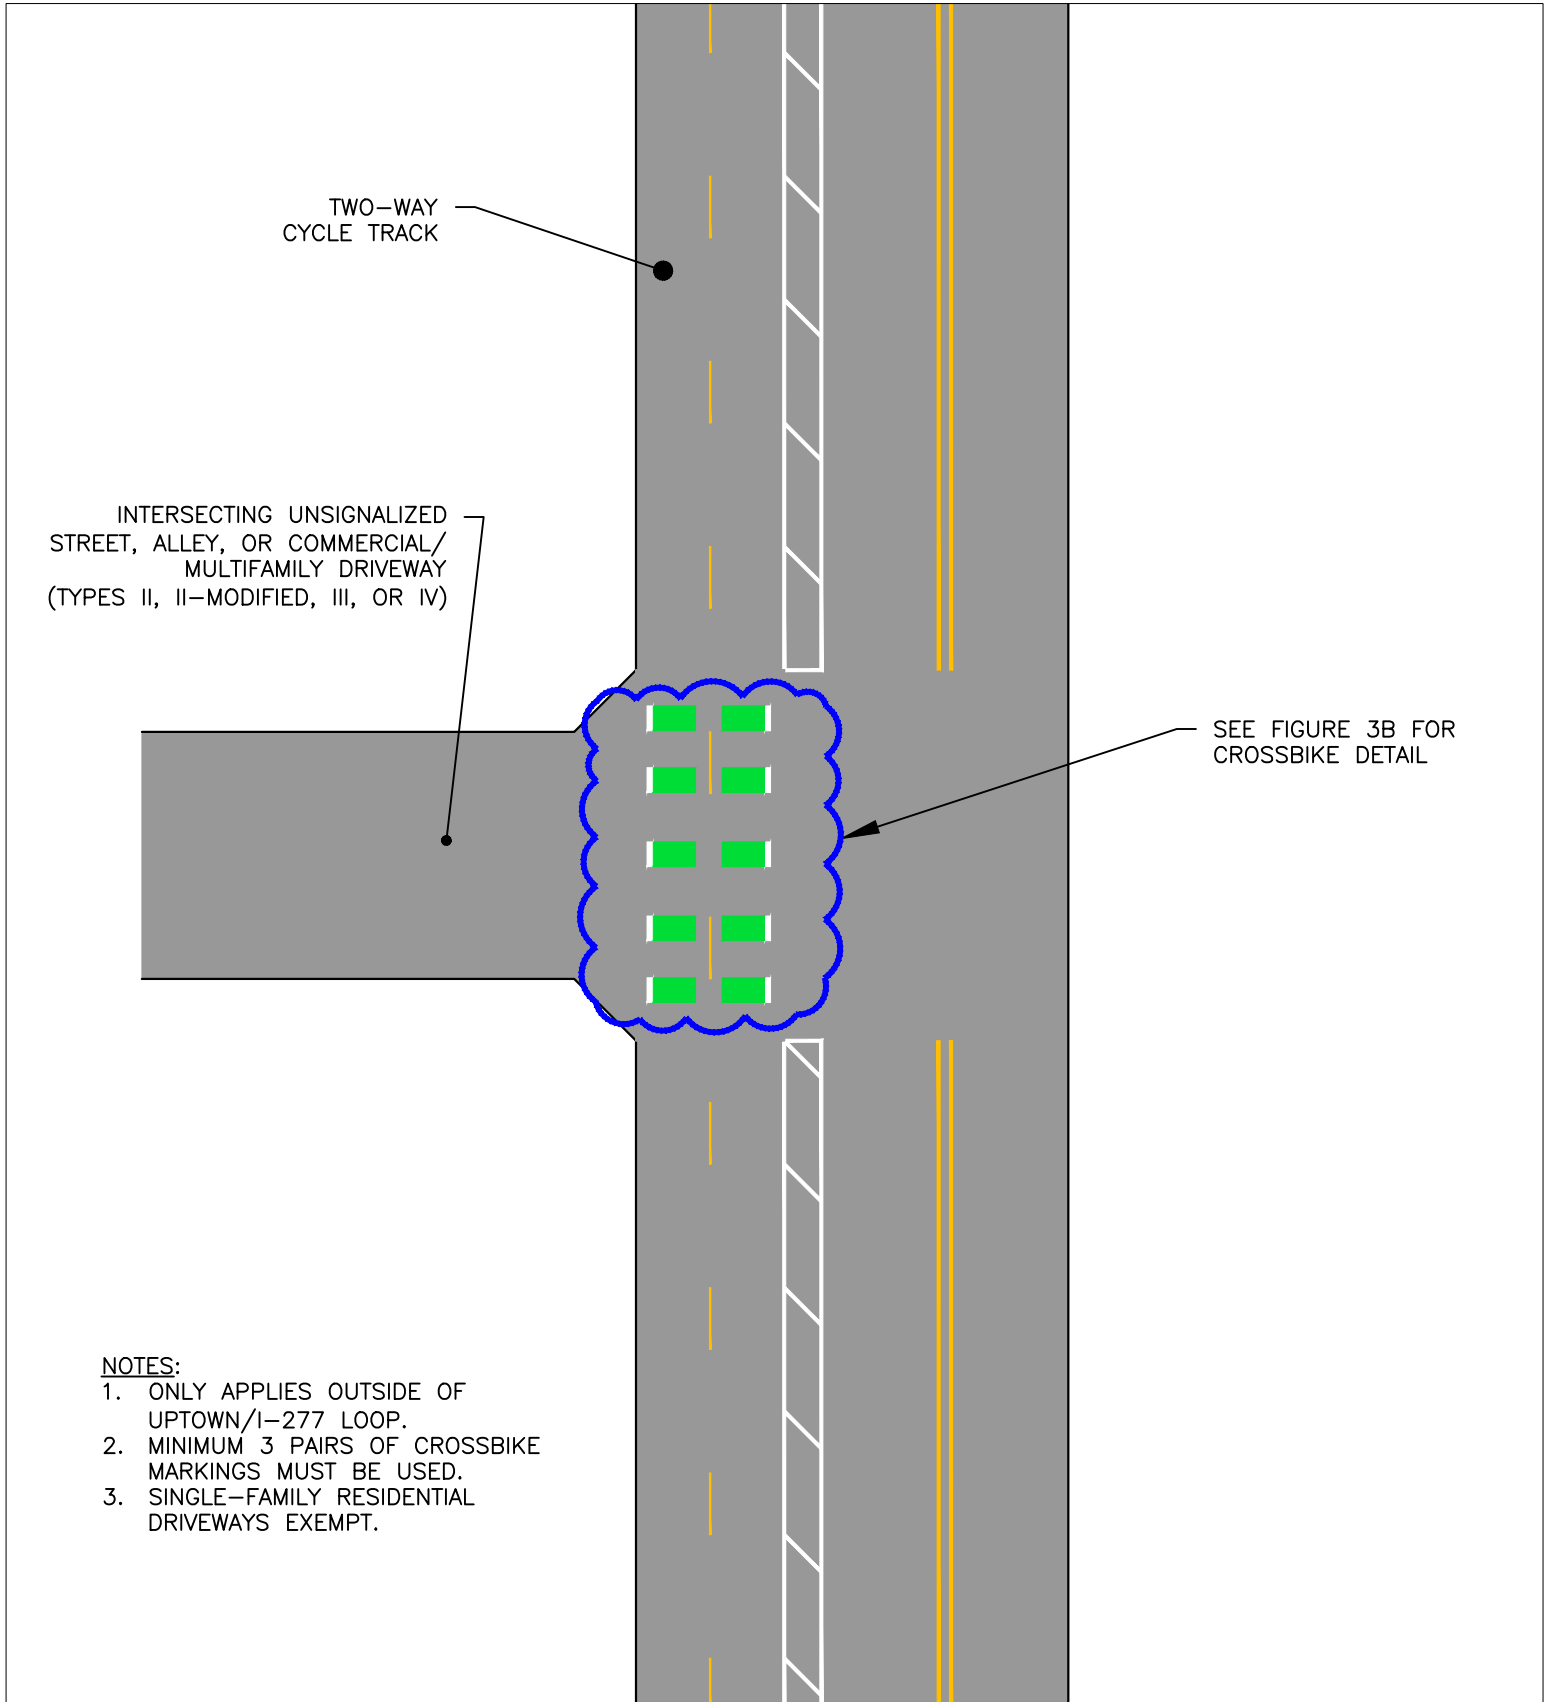 TWO-WAY
CYCLE TRACK
INTERSECTING UNSIGNALIZED
STREET, ALLEY, OR COMMERCIAL/
MULTIFAMILY DRIVEWAY
(TYPES II, II-MODIFIED, III, OR IV)
SEE FIGURE 3B FOR
CROSSBIKE DETAIL
NOTES:
1. ONLY APPLIES OUTSIDE OF
UPTOWN/I-277 LOOP.
2. MINIMUM 3 PAIRS OF CROSSBIKE
MARKINGS MUST BE USED.
3. SINGLE-FAMILY RESIDENTIAL
DRIVEWAYS EXEMPT.